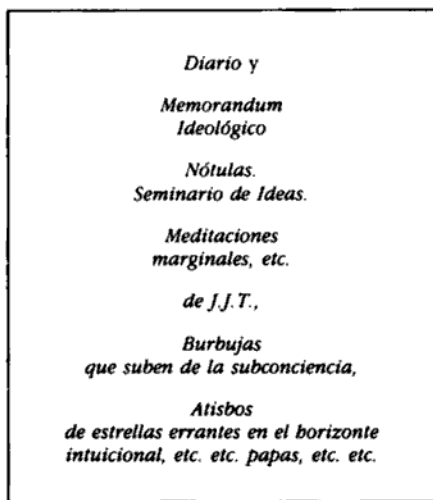 Diario y
Memorandum
Ideológico
Nótulas.
Seminario de Ideas.
Meditaciones
marginales, etc.
de J.J.T.,
Burbujas
que suben de la subconciencia,
Atisbos
de estrellas errantes en el horizonte
intuicional, etc. etc. papas, etc. etc.